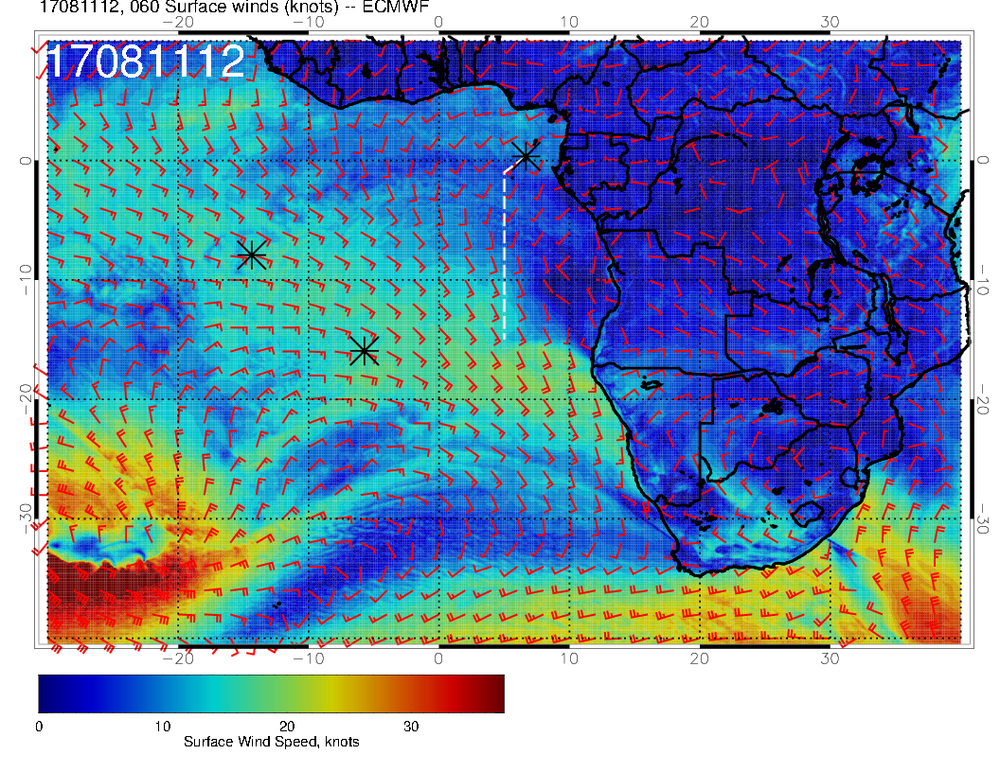 17081112, 060 Surface winds (knots) -- ECMWF
−20 −10 0 10 20 30
17081112
0 0
−10 −10
−20 −20
−30 −30
−20 −10 0 10 20 30
0 10 20 30
Surface Wind Speed, knots